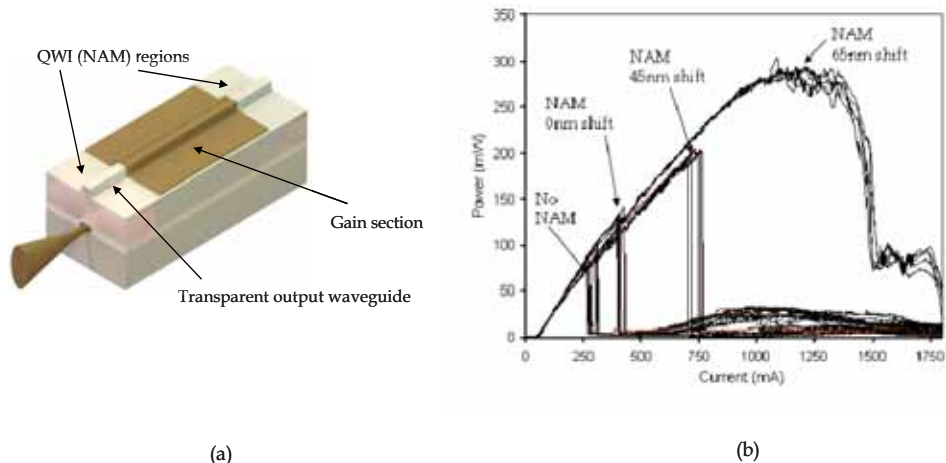 QWI (NAM) regions
Gain section
Transparent output waveguide
(a)
350
300
250
200
150
100
50
0
Power (mW)
NAM
65nm shift
NAM
45nm shift
NAM
0nm shift
No
NAM
0 250 500 750 1000 1250 1500 1750
Current (mA)
(b)